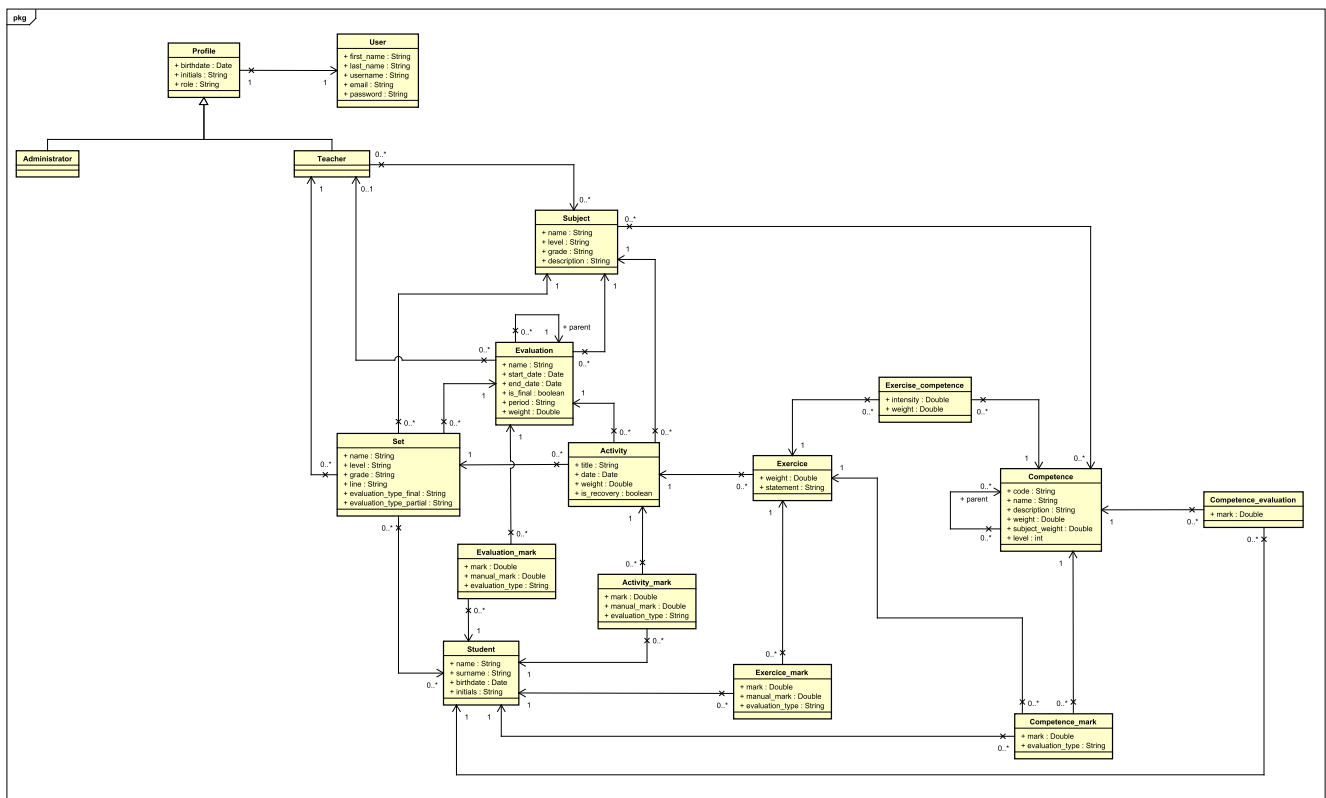 pkg
Profile
+ birthdate : Date
+ initials : String
+ role : String
1
1
User
+ first_name : String
+ last_name : String
+ username : String
+ email : String
+ password : String
Administrator
Teacher
0..*
1
0..1
0..*
Subject
+ name : String
+ level : String
+ grade : String
+ description : String
0..*
1
1
1
0..*
1
+ parent
0..*
0..*
Evaluation
+ name : String
+ start_date : Date
+ end_date : Date
+ is_final : boolean
+ period : String
+ weight : Double
1
1
1
0..*
0..*
0..*
0..*
Set
+ name : String
+ level : String
+ grade : String
+ line : String
+ evaluation_type_final : String
+ evaluation_type_partial : String
0..*
1
0..*
0..*
Activity
+ title : String
+ date : Date
+ weight : Double
+ is_recovery : boolean
1
0..*
1
Exercise_competence
+ intensity : Double
+ weight : Double
0..*
0..*
1
Exercice
+ weight : Double
+ statement : String
1
1
1
0..*
Competence
+ code : String
+ name : String
+ description : String
+ weight : Double
+ subject_weight : Double
+ level : int
0..*
+ parent
0..*
1
1
Competence_evaluation
+ mark : Double
0..*
0..*
0..*
Evaluation_mark
+ mark : Double
+ manual_mark : Double
+ evaluation_type : String
0..*
1
0..*
Activity_mark
+ mark : Double
+ manual_mark : Double
+ evaluation_type : String
0..*
Student
+ name : String
+ surname : String
+ birthdate : Date
+ initials : String
0..*
1
1
1
1
0..*
Exercice_mark
+ mark : Double
+ manual_mark : Double
+ evaluation_type : String
0..*
0..*
0..*
Competence_mark
+ mark : Double
+ evaluation_type : String
0..*